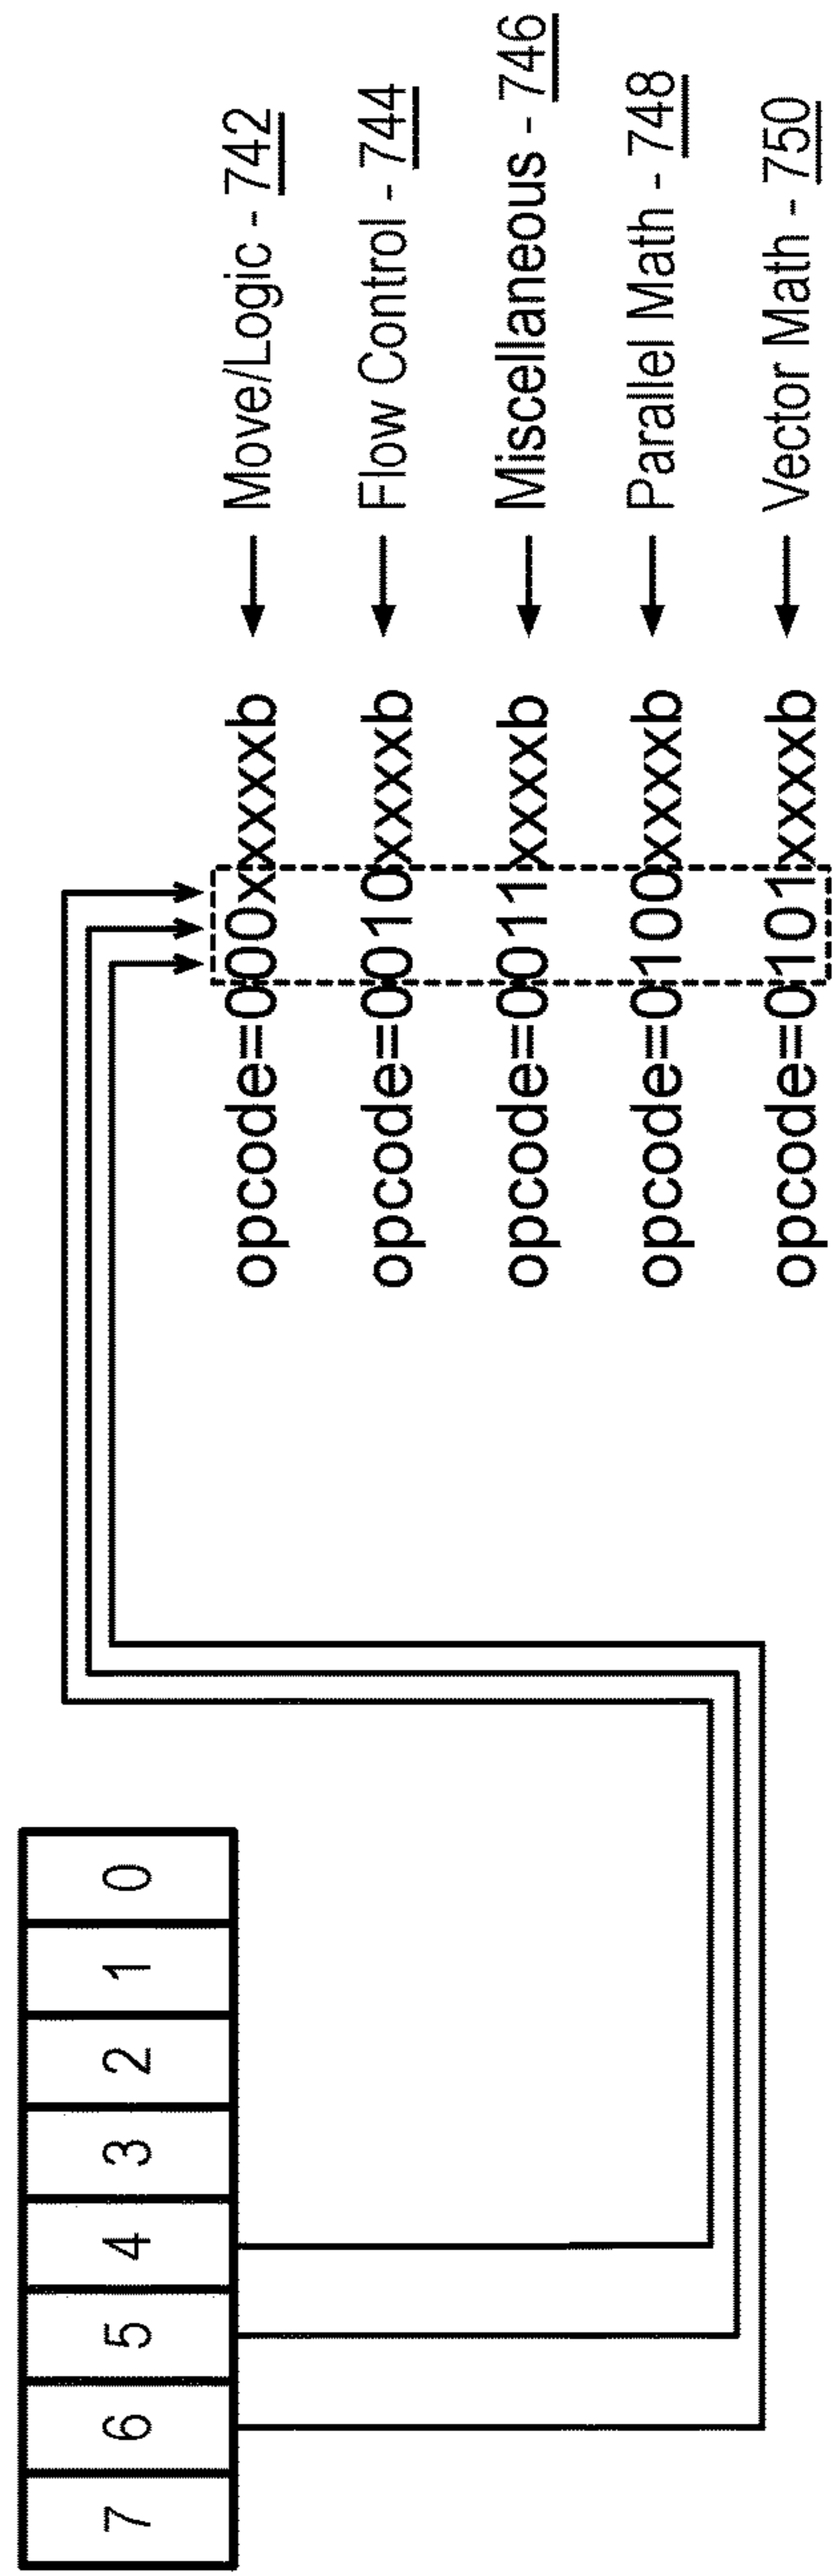 7 6 5 4 3 2 1 0
opcode=000xxxxxb ← Move/Logic - 742
opcode=0010xxxxb ← Flow Control - 744
opcode=0011xxxxb ← Miscellaneous - 746
opcode=0100xxxxb ← Parallel Math - 748
opcode=0101xxxxb ← Vector Math - 750